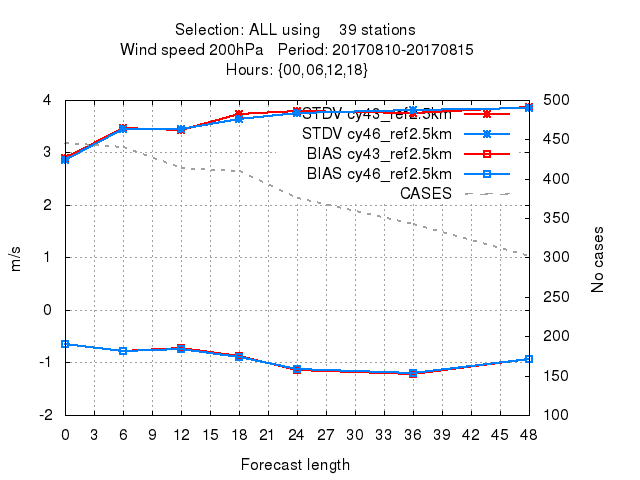 Selection: ALL using 39 stations
Wind speed 200hPa Period: 20170810-20170815
Hours: {00,06,12,18}
4
3
2
1
0
-1
-2
m/s
STDV cy43_ref2.5km
STDV cy46_ref2.5km
BIAS cy43_ref2.5km
BIAS cy46_ref2.5km
CASES
500
450
400
350
300
250
200
150
100
No cases
0 3 6 9 12 15 18 21 24 27 30 33 36 39 42 45 48
Forecast length